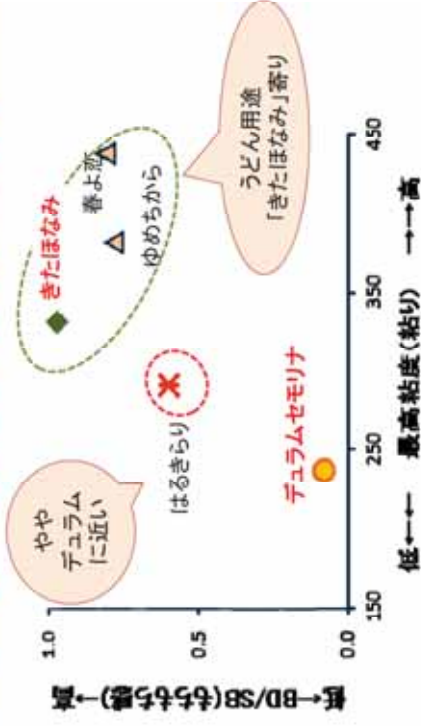 やや
デュラム
に近い
きたほなみ
春よ恋
ゆめちから
はるきらり
デュラムセモリナ
うどん用途
「きたほなみ」寄り
1.0
0.5
0.0
150
250
350
450
低←BD/SB(もちもち感)→高
低←← 最高粘度(粘り) →→高